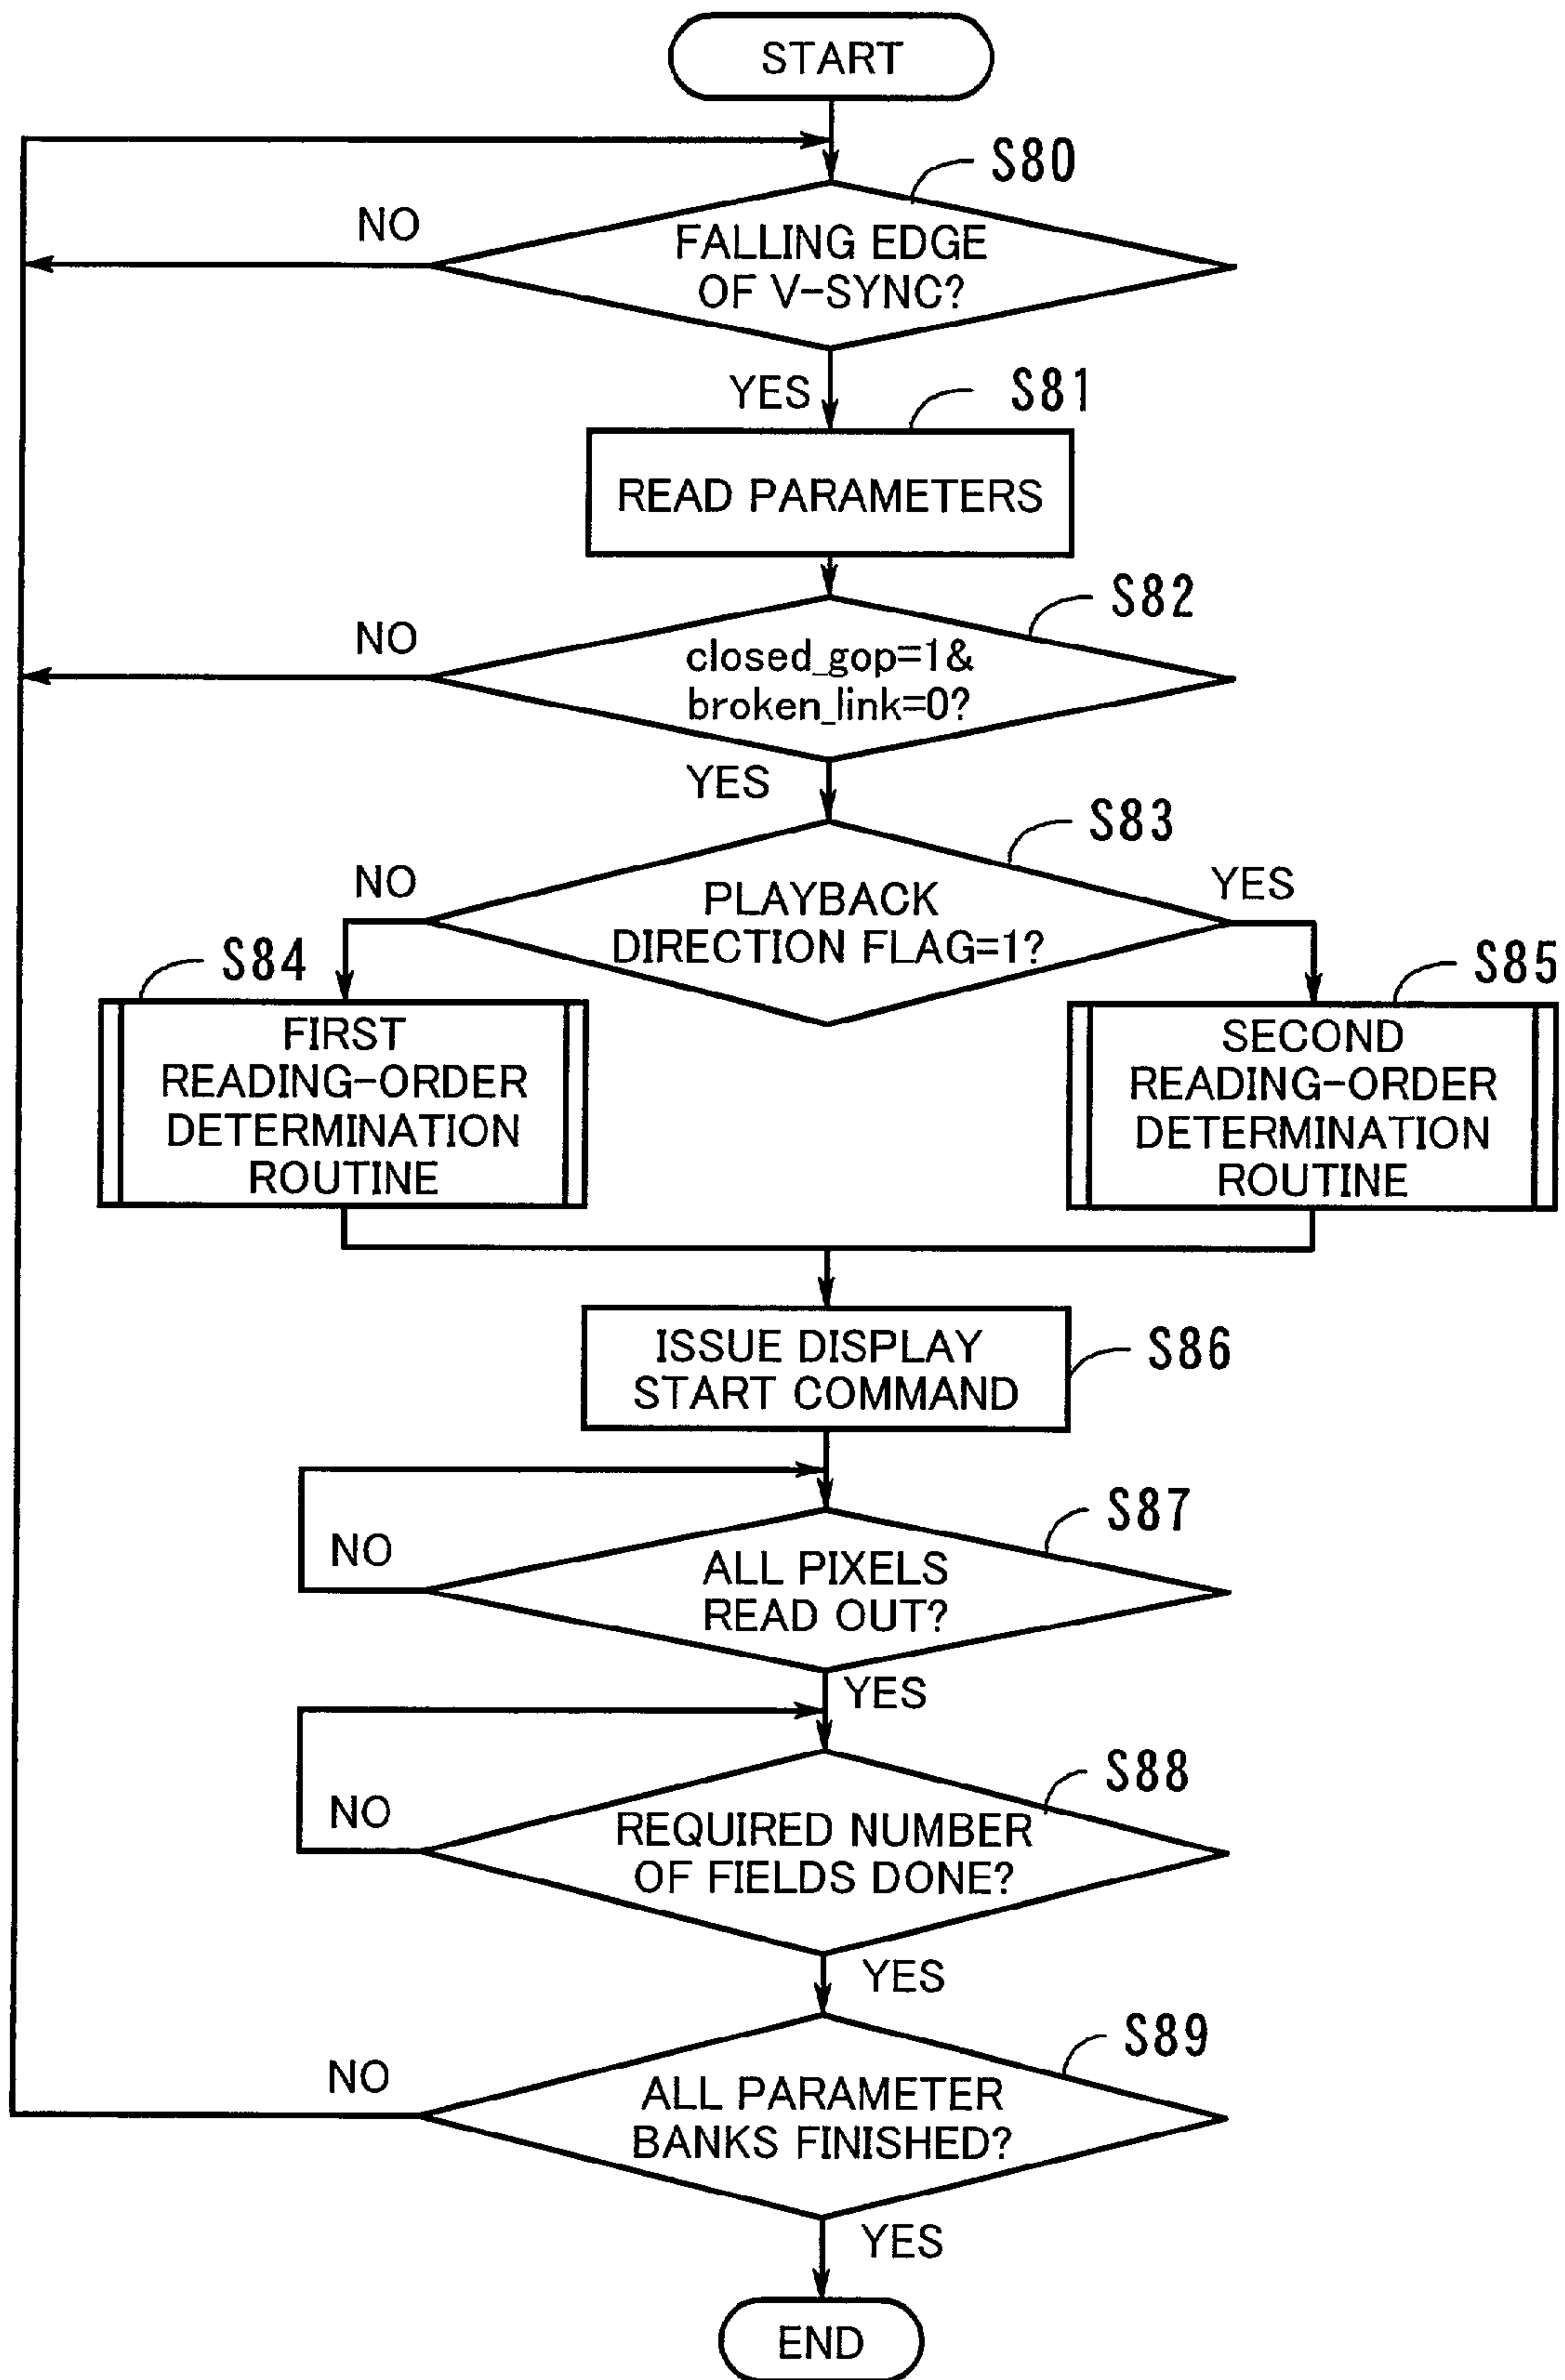 START
S80
NO
FALLING EDGE
OF V-SYNC?
YES
S81
READ PARAMETERS
S82
NO
closed_gop=1&
broken_link=0?
YES
S83
NO
YES
PLAYBACK
DIRECTION FLAG=1?
S84
S85
FIRST
READING-ORDER
DETERMINATION
ROUTINE
SECOND
READING-ORDER
DETERMINATION
ROUTINE
ISSUE DISPLAY
START COMMAND
S86
S87
NO
ALL PIXELS
READ OUT?
YES
S88
NO
REQUIRED NUMBER
OF FIELDS DONE?
YES
S89
NO
ALL PARAMETER
BANKS FINISHED?
YES
END